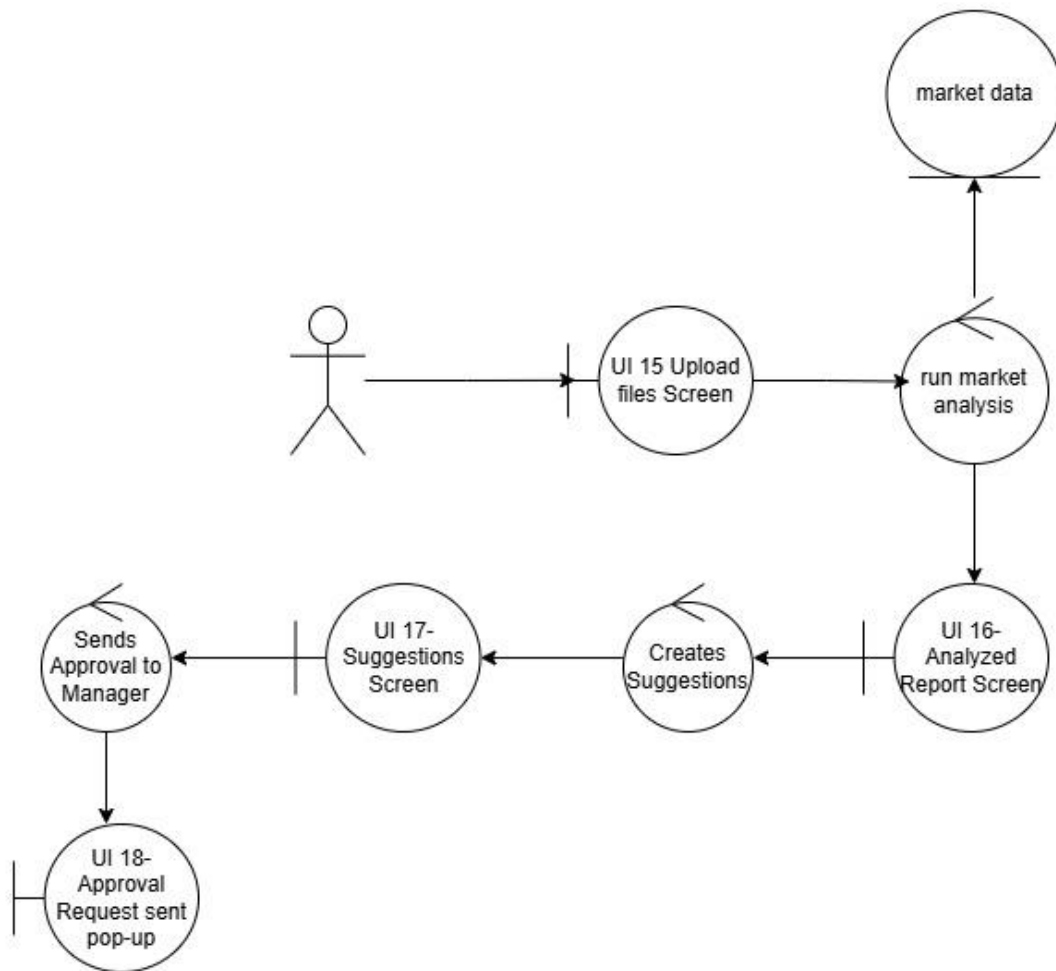 market data
UI 15 Upload
files Screen
run market
analysis
Sends
Approval to
Manager
UI 17-
Suggestions
Screen
Creates
Suggestions
UI 16-
Analyzed
Report Screen
UI 18-
Approval
Request sent
pop-up